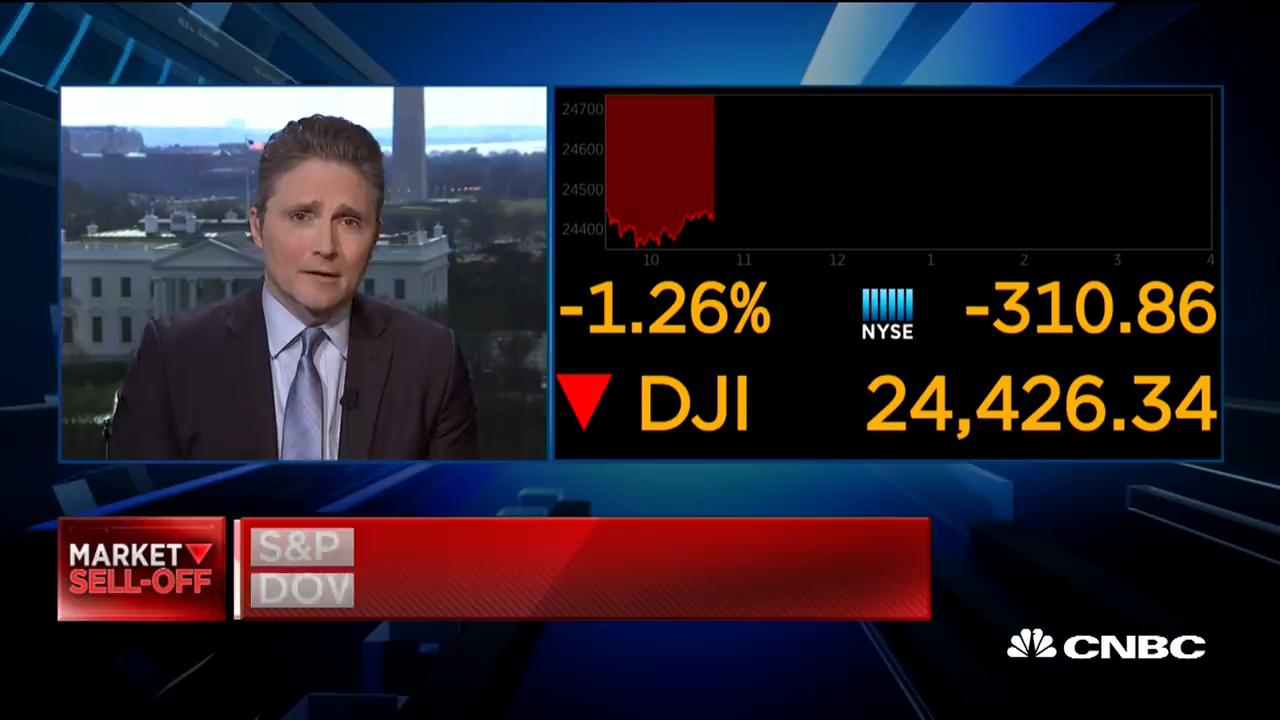 24700
24600
24500
24400
10 11 12 1 2 3 4
-1.26% NYSE -310.86
DJI 24,426.34
MARKET
SELL-OFF
S&P
DOW
CNBC